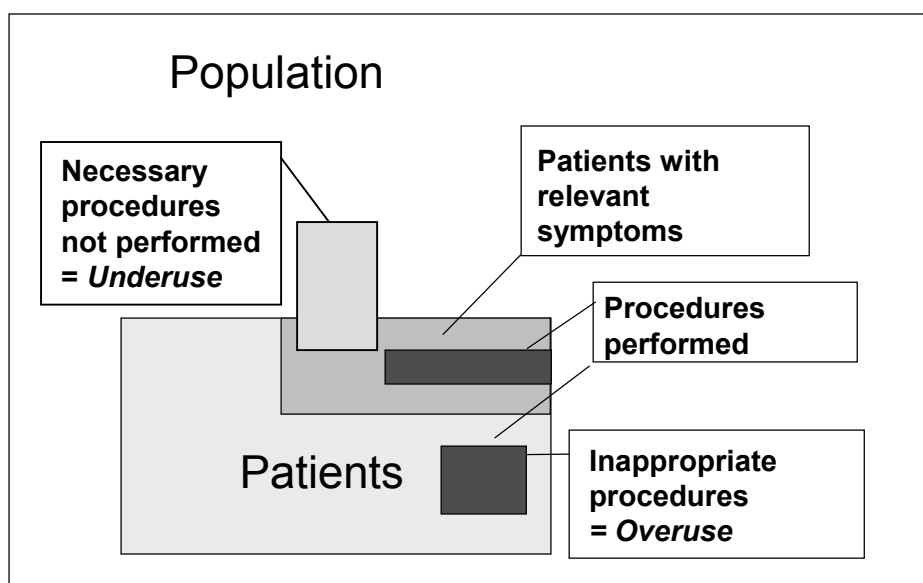 Population
Necessary
procedures
not performed
= Underuse
Patients with
relevant
symptoms
Procedures
performed
Patients
Inappropriate
procedures
= Overuse